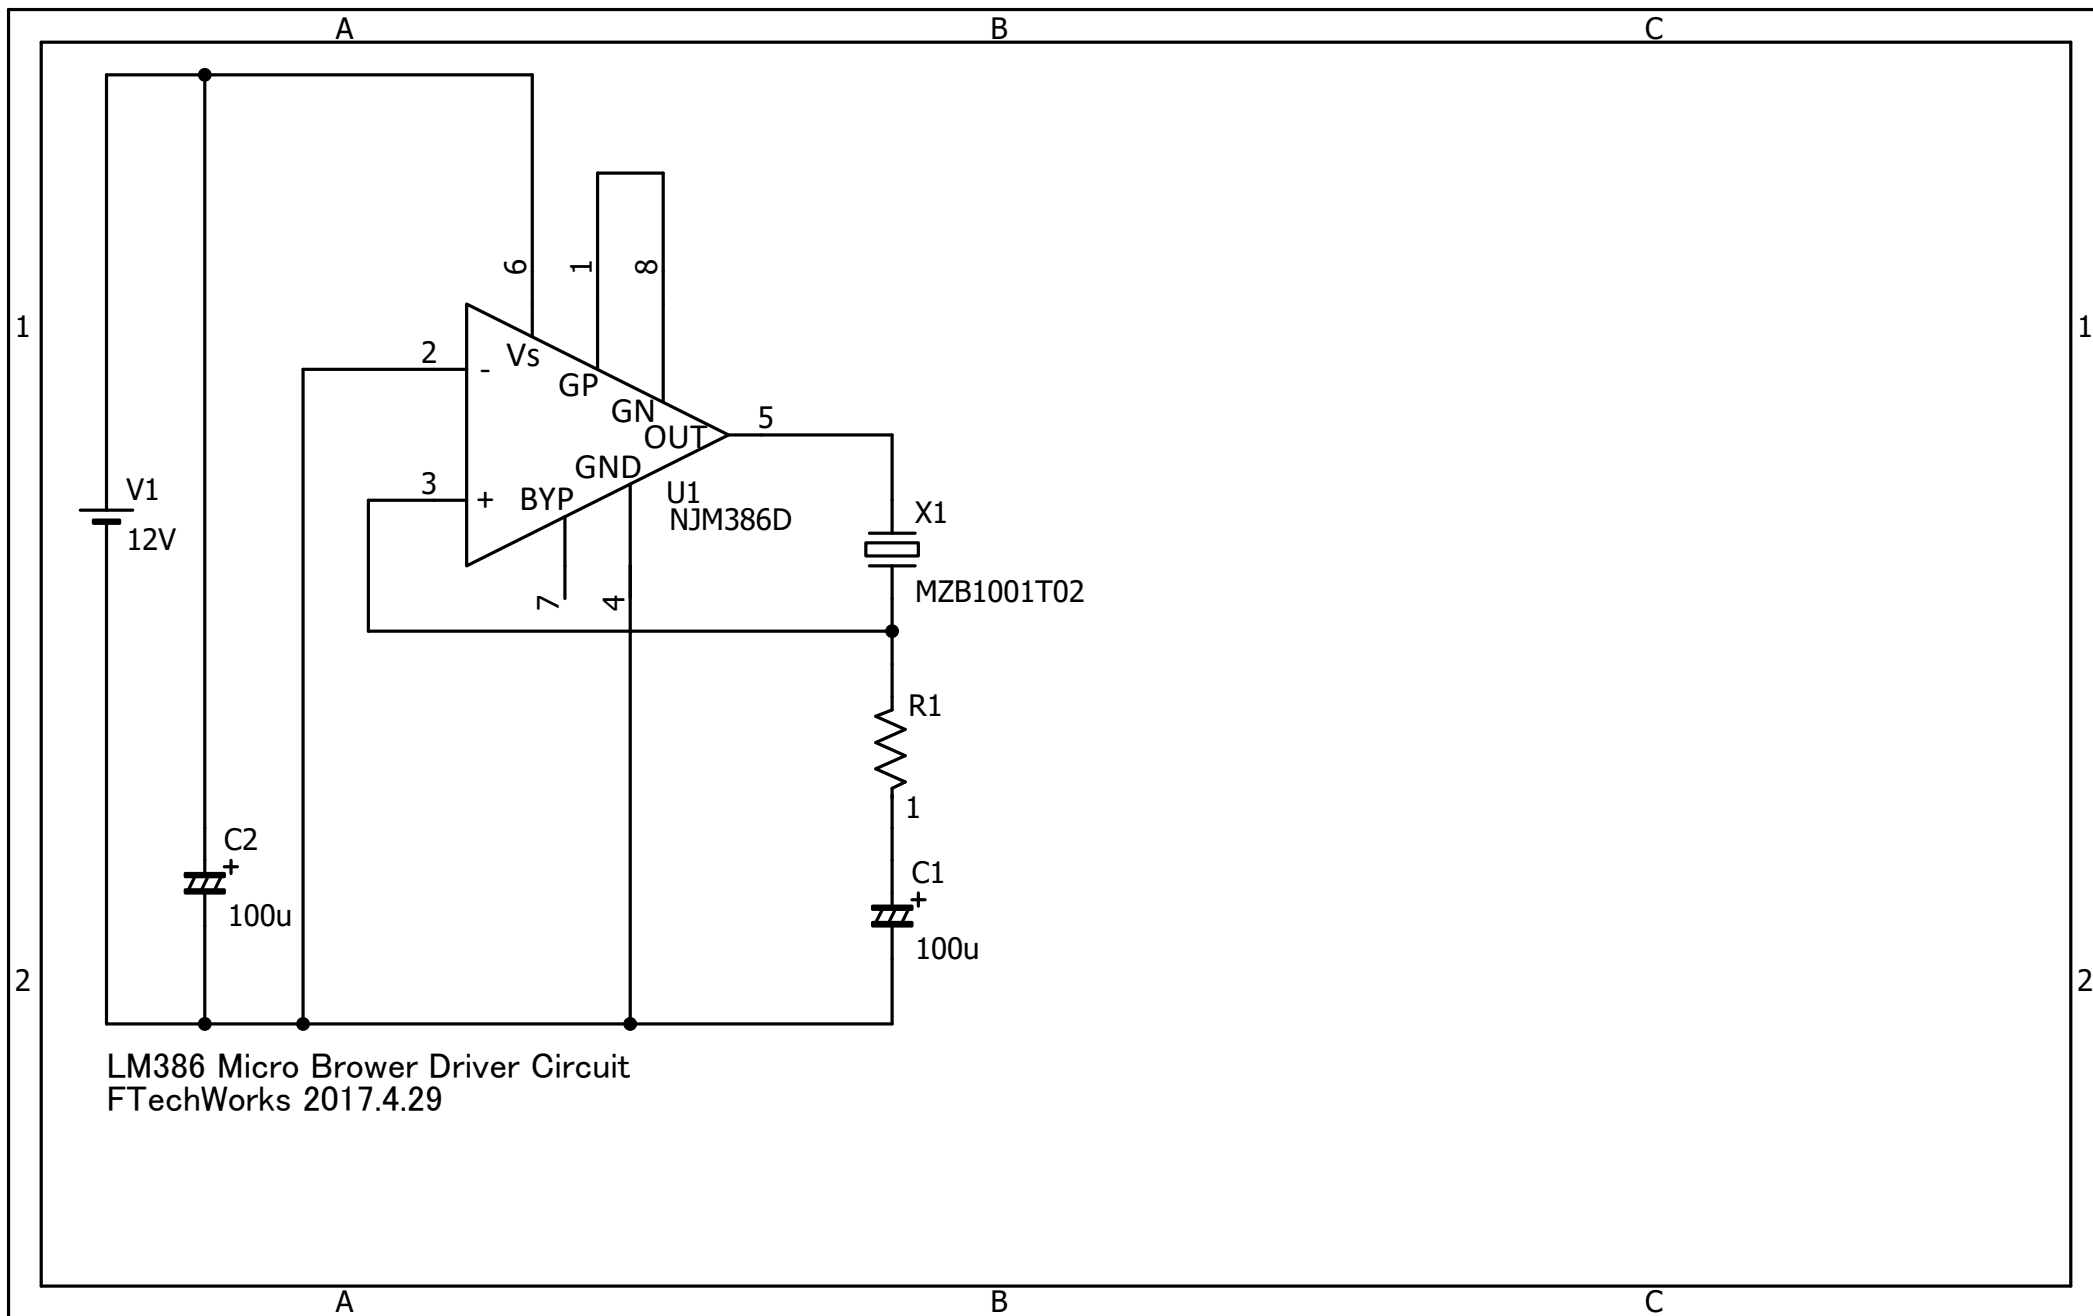 A
B
C
6
1
8
1
1
2
Vs
-
GP
GN
5
OUT
GND
3
V1
+
BYP
U1
X1
NJM386D
12V
MZB1001T02
7
4
R1
1
C2
+
C1
+
100u
100u
2
2
LM386 Micro Brower Driver Circuit
FTechWorks 2017.4.29
A
B
C